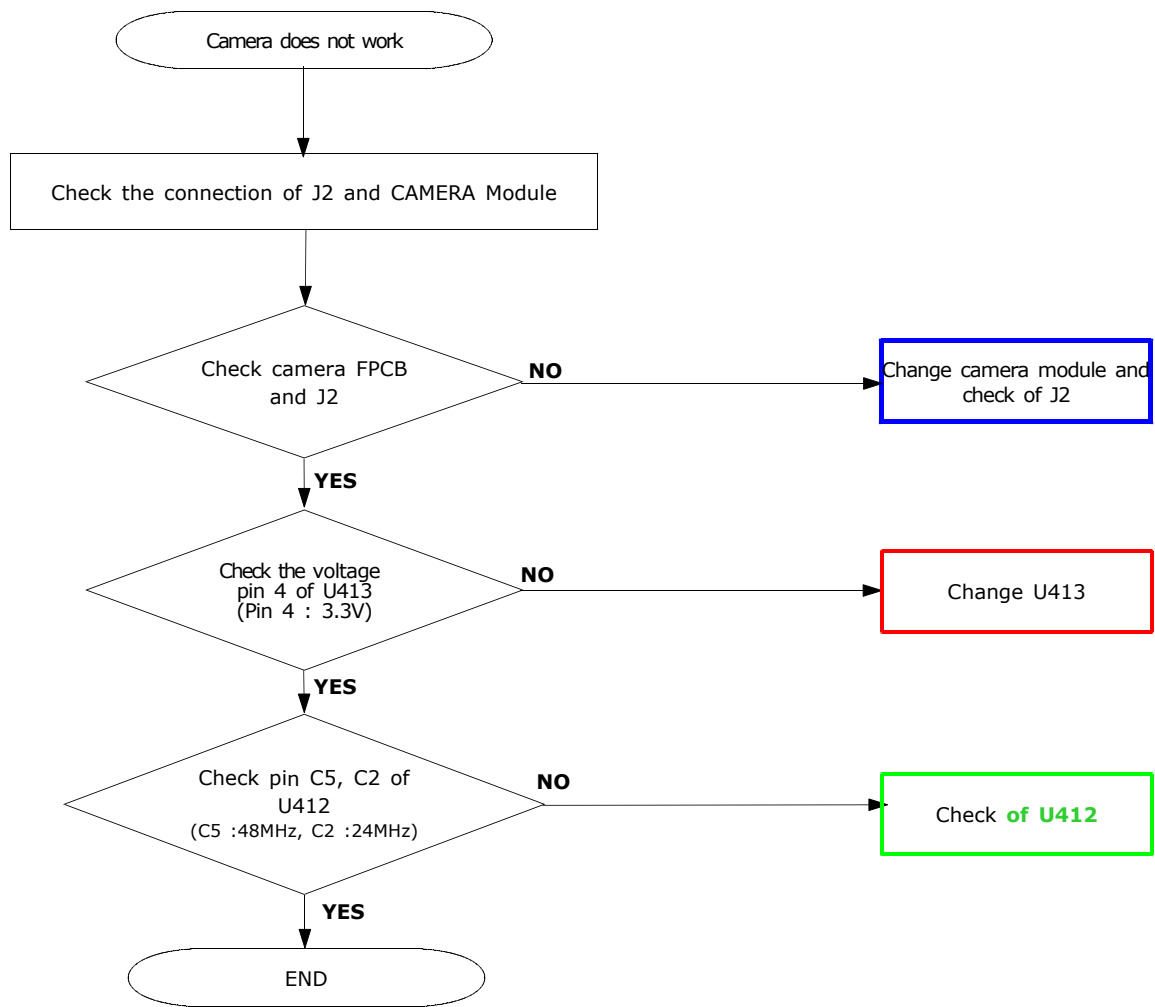 Camera does not work
Check the connection of J2 and CAMERA Module
Check camera FPCB
and J2
NO
Change camera module and
check of J2
YES
Check the voltage
pin 4 of U413
(Pin 4 : 3.3V)
NO
Change U413
YES
Check pin C5, C2 of
U412
(C5 :48MHz, C2 :24MHz)
NO
Check of U412
YES
END